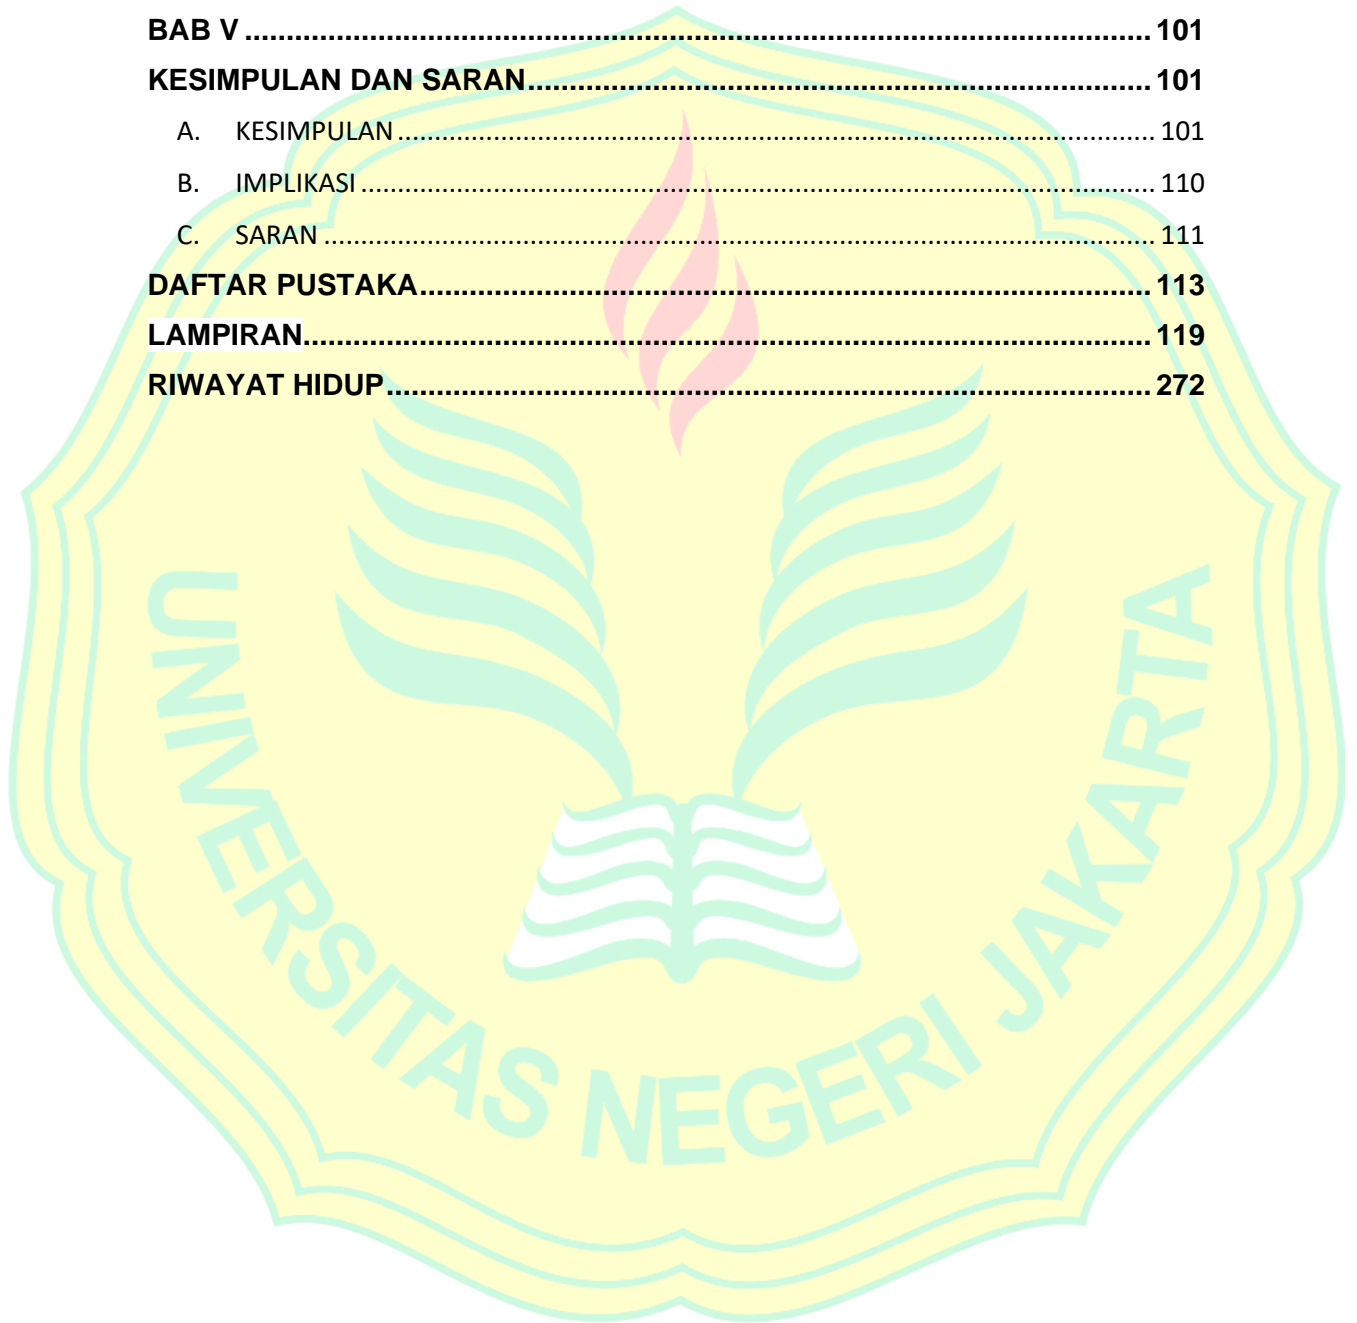 BAB V ........................................................................................................ 101
KESIMPULAN DAN SARAN ........................................................................ 101
A. KESIMPULAN ........................................................................................ 101
B. IMPLIKASI ............................................................................................. 110
C. SARAN .................................................................................................. 111
DAFTAR PUSTAKA ..................................................................................... 113
LAMPIRAN ................................................................................................... 119
RIWAYAT HIDUP ......................................................................................... 272
UNIVERSITAS NEGERI JAKARTA